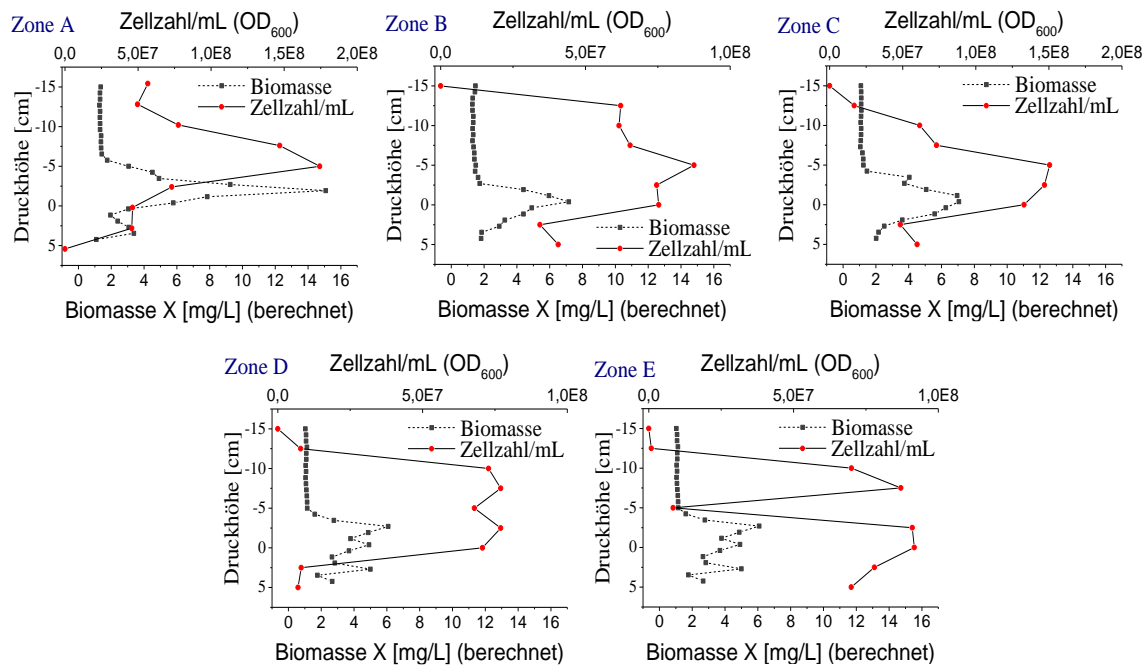 Zone A
Zellzahl/mL (OD600)
0,0 5,0E7 1,0E8 1,5E8 2,0E8
Biomasse
Zellzahl/mL
Druckhöhe [cm]
-15
-10
-5
0
5
0 2 4 6 8 10 12 14 16
Biomasse X [mg/L] (berechnet)
Zone B
Zellzahl/mL (OD600)
0,0 5,0E7 1,0E8
Druckhöhe [cm]
-15
-10
-5
0
5
Biomasse
Zellzahl/mL
0 2 4 6 8 10 12 14 16
Biomasse X [mg/L] (berechnet)
Zone C
Zellzahl/mL (OD600)
0,0 5,0E7 1,0E8 1,5E8 2,0E8
Biomasse
Zellzahl/mL
Druckhöhe [cm]
-15
-10
-5
0
5
0 2 4 6 8 10 12 14 16
Biomasse X [mg/L] (berechnet)
Zone D
Zellzahl/mL (OD600)
0,0 5,0E7 1,0E8
Biomasse
Zellzahl/mL
Druckhöhe [cm]
-15
-10
-5
0
5
0 2 4 6 8 10 12 14 16
Biomasse X [mg/L] (berechnet)
Zone E
Zellzahl/mL (OD600)
0,0 5,0E7 1,0E8
Biomasse
Zellzahl/mL
Druckhöhe [cm]
-15
-10
-5
0
5
0 2 4 6 8 10 12 14 16
Biomasse X [mg/L] (berechnet)